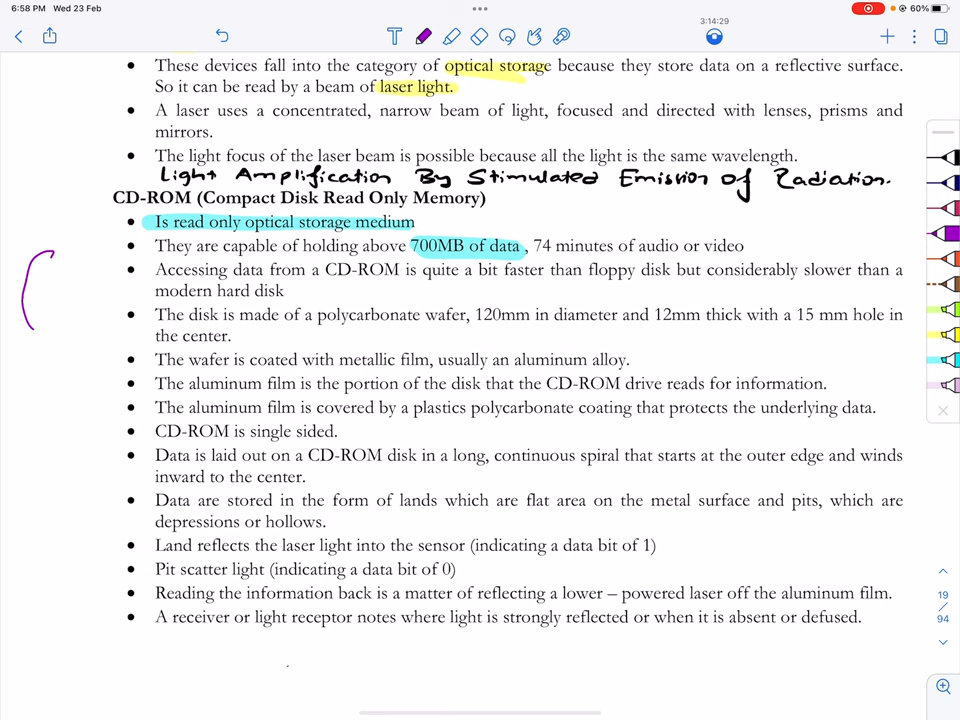 6:58 PM Wed 23 Feb
60%
3:14:29
• These devices fall into the category of optical storage because they store data on a reflective surface.
So it can be read by a beam of laser light.
• A laser uses a concentrated, narrow beam of light, focused and directed with lenses, prisms and
mirrors.
• The light focus of the laser beam is possible because all the light is the same wavelength.
Light Amplification By Stimulated Emission of Radiation.
CD-ROM (Compact Disk Read Only Memory)
• Is read only optical storage medium
• They are capable of holding above 700MB of data , 74 minutes of audio or video
• Accessing data from a CD-ROM is quite a bit faster than floppy disk but considerably slower than a
modern hard disk
• The disk is made of a polycarbonate wafer, 120mm in diameter and 12mm thick with a 15 mm hole in
the center.
• The wafer is coated with metallic film, usually an aluminum alloy.
• The aluminum film is the portion of the disk that the CD-ROM drive reads for information.
• The aluminum film is covered by a plastics polycarbonate coating that protects the underlying data.
• CD-ROM is single sided.
• Data is laid out on a CD-ROM disk in a long, continuous spiral that starts at the outer edge and winds
inward to the center.
• Data are stored in the form of lands which are flat area on the metal surface and pits, which are
depressions or hollows.
• Land reflects the laser light into the sensor (indicating a data bit of 1)
• Pit scatter light (indicating a data bit of 0)
• Reading the information back is a matter of reflecting a lower – powered laser off the aluminum film.
• A receiver or light receptor notes where light is strongly reflected or when it is absent or defused.
19
/
94